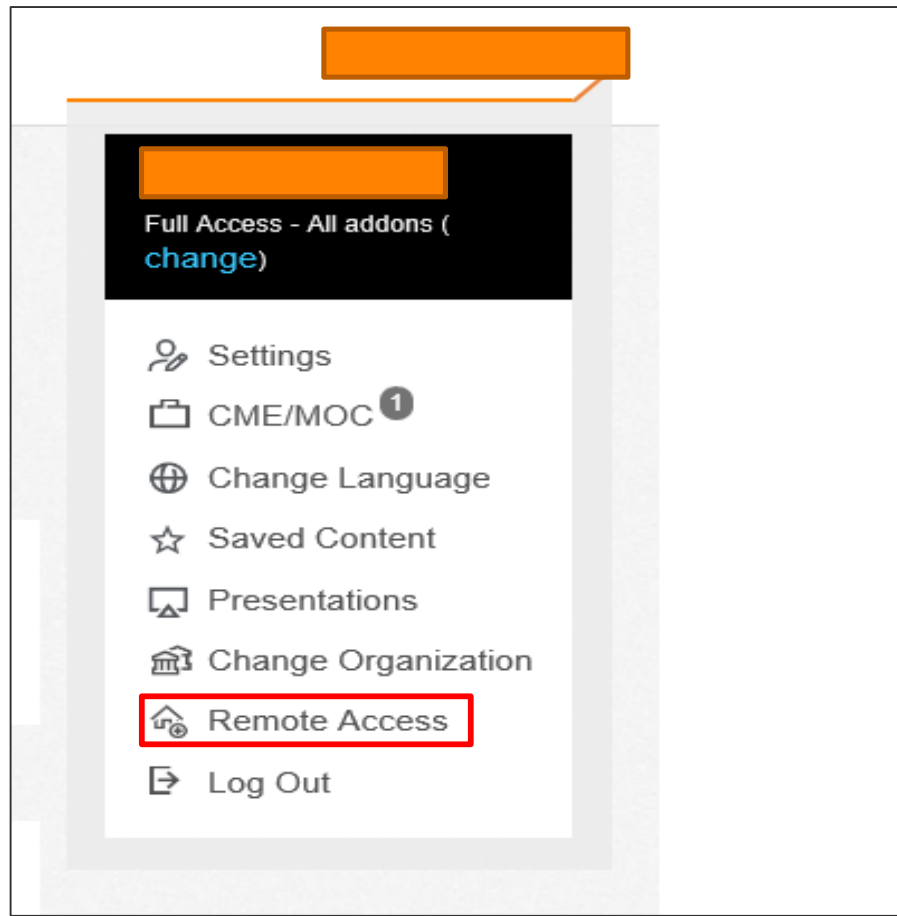 Full Access - All addons (
change)
Settings
CME/MOC 1
Change Language
Saved Content
Presentations
Change Organization
Remote Access
Log Out